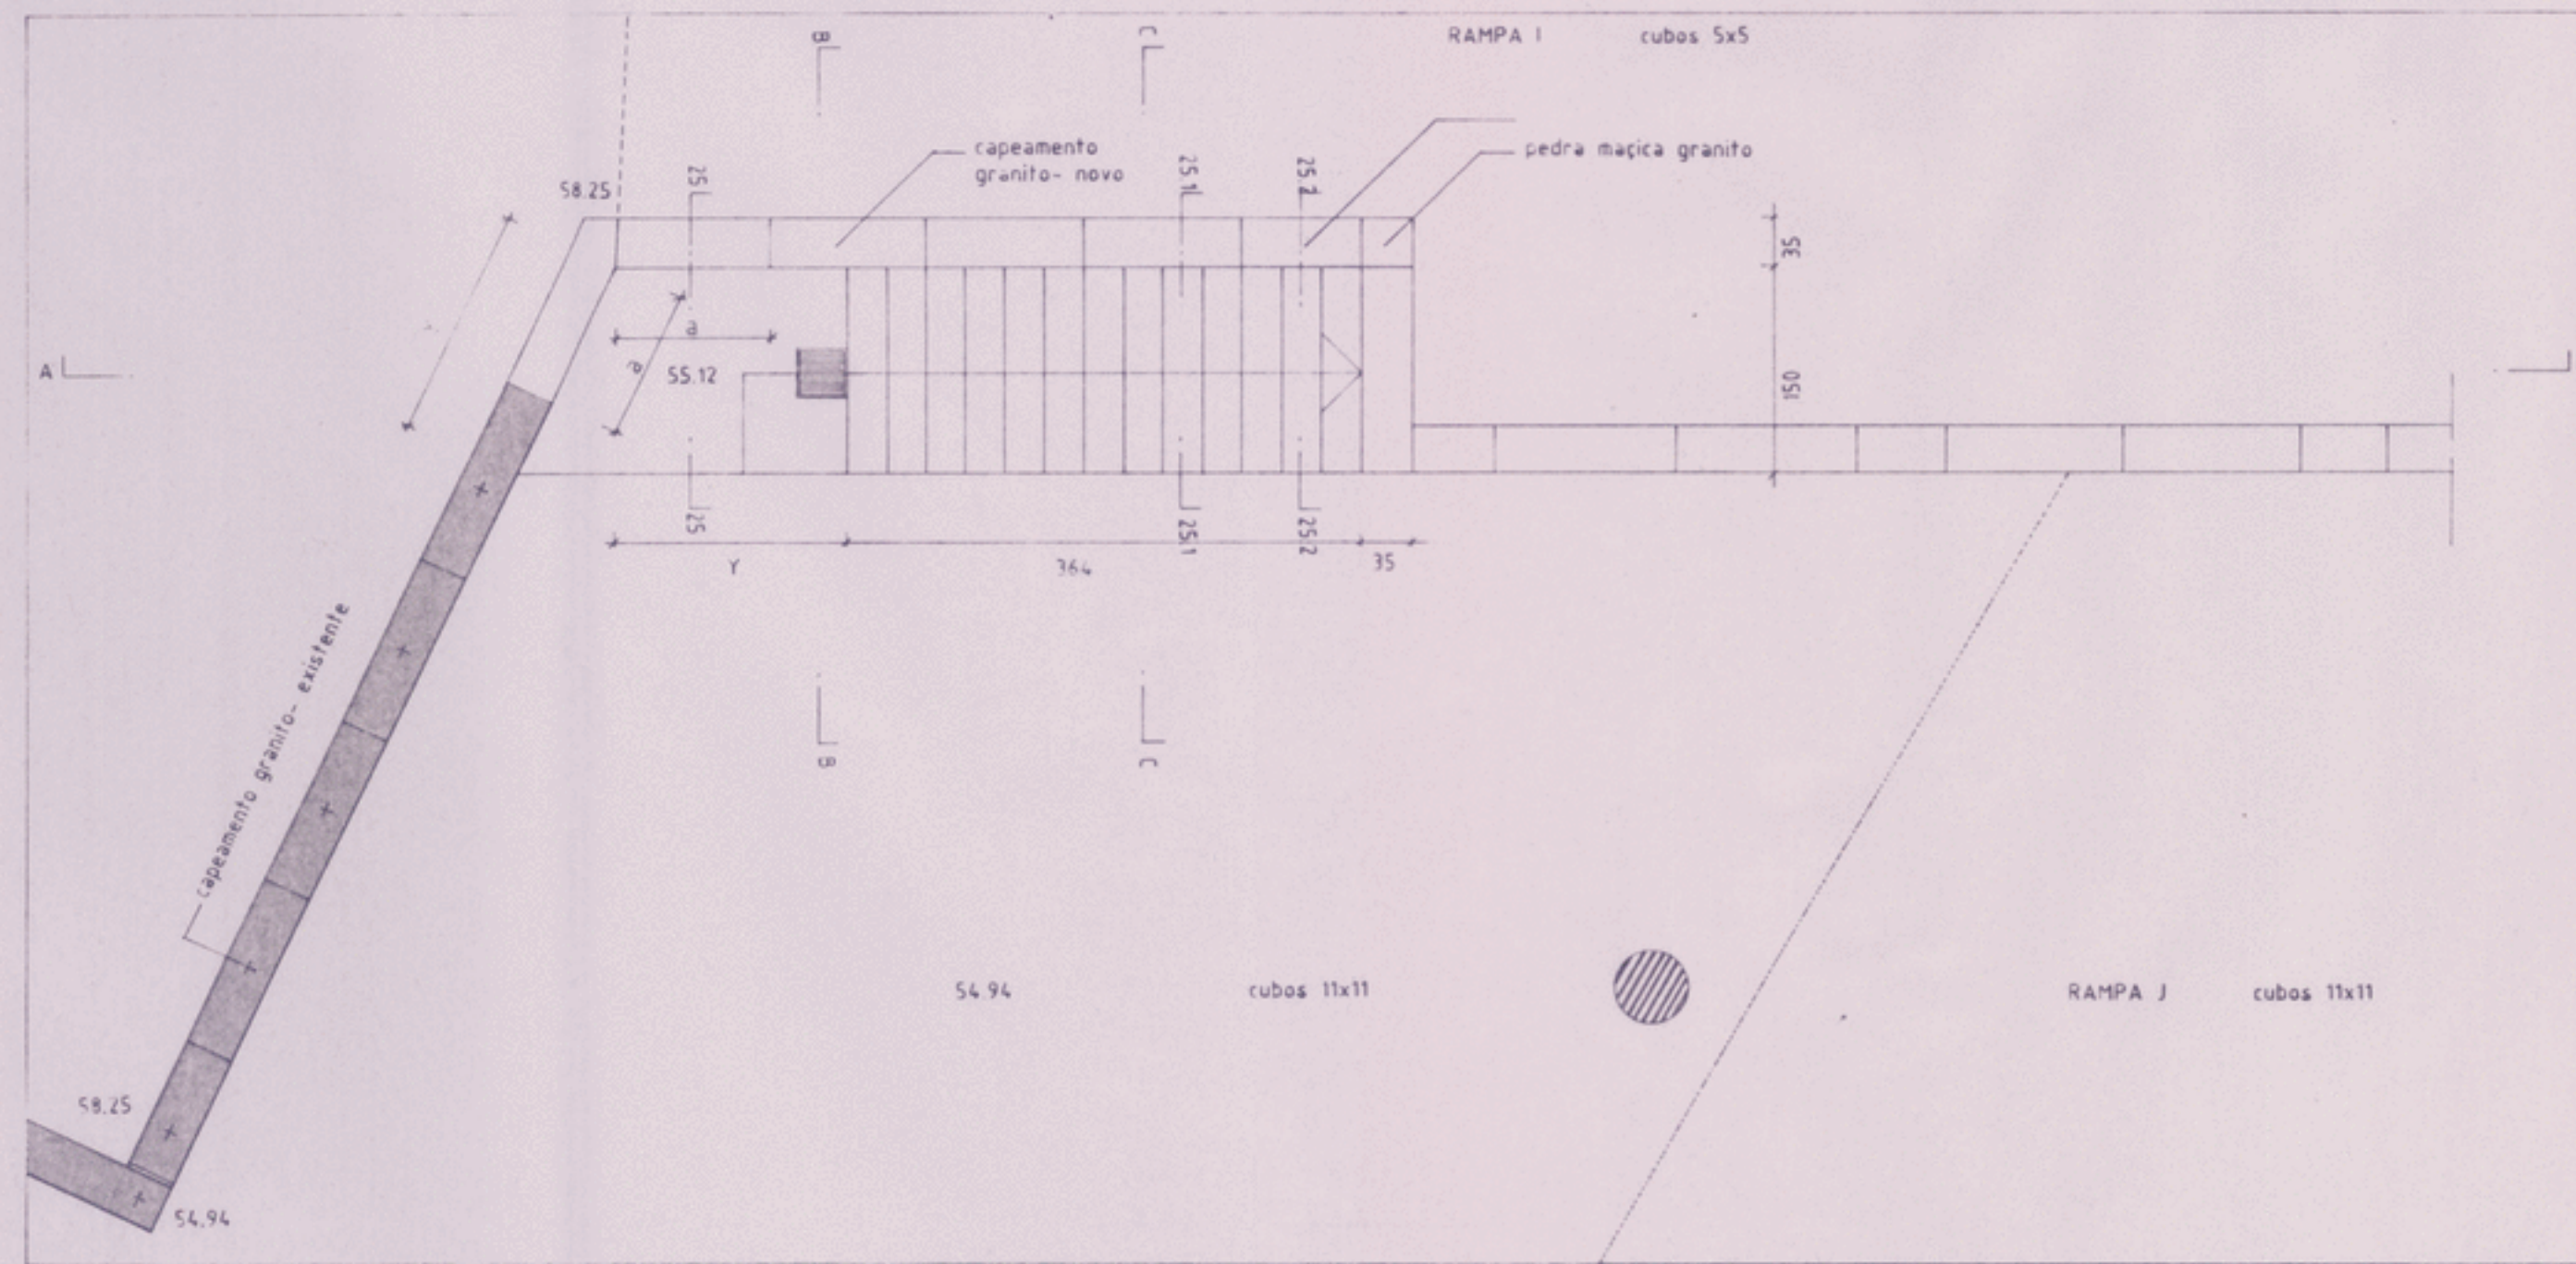 B
C
RAMPA I
cubos 5x5
capeamento
granito- novo
pedra maçica granito
25
25.1
25.2
58.25
35
a
a
55.12
A
150
25
25.1
25.2
Y
364
35
capeamento granito- existente
B
C
54.94
cubos 11x11
RAMPA J
cubos 11x11
58.25
54.94